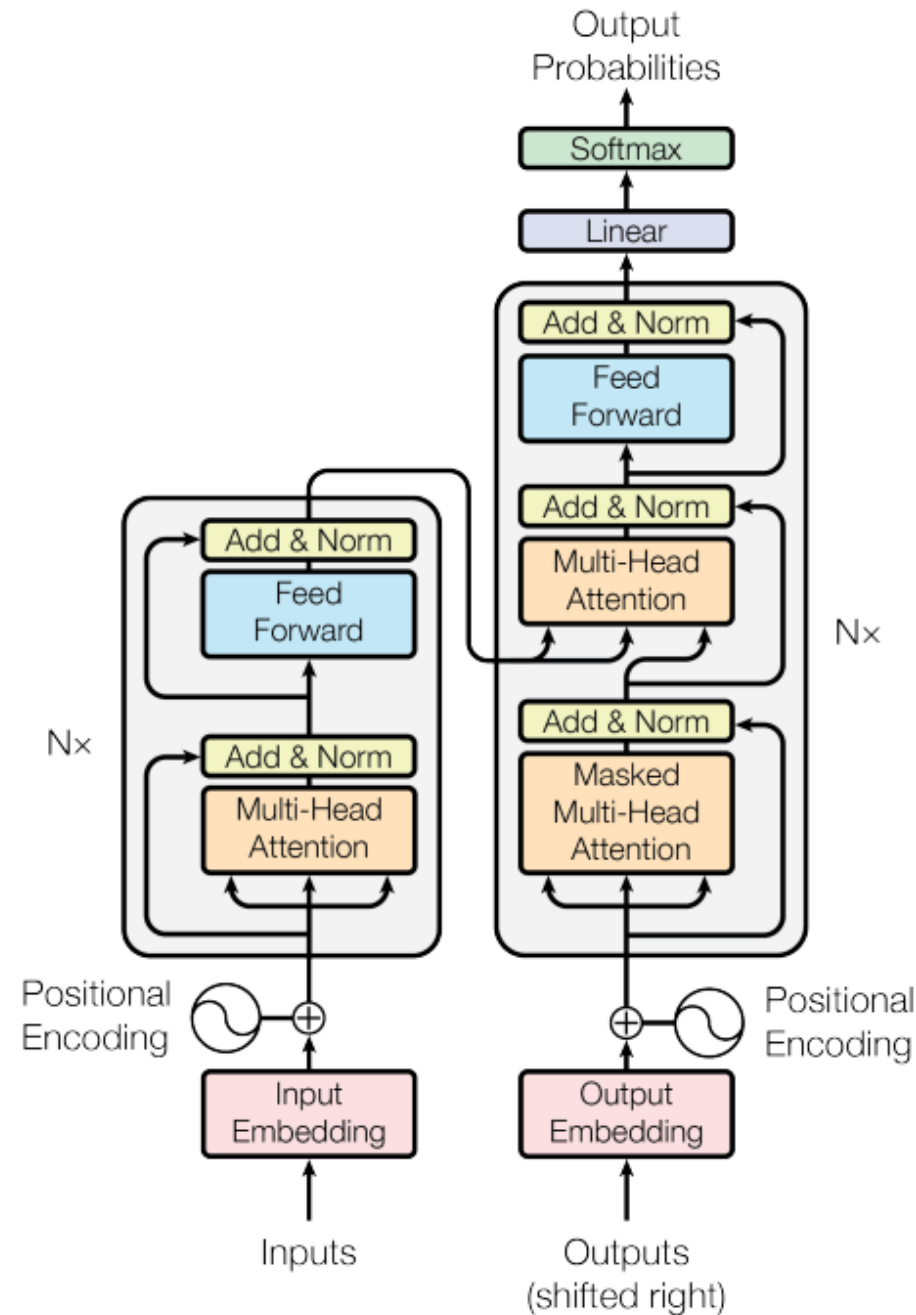 Output
Probabilities
Softmax
Linear
Add & Norm
Feed
Forward
Add & Norm
Multi-Head
Attention
Add & Norm
Masked
Multi-Head
Attention
Nx
Add & Norm
Feed
Forward
Add & Norm
Multi-Head
Attention
Nx
Positional
Encoding
Positional
Encoding
Input
Embedding
Output
Embedding
Inputs
Outputs
(shifted right)